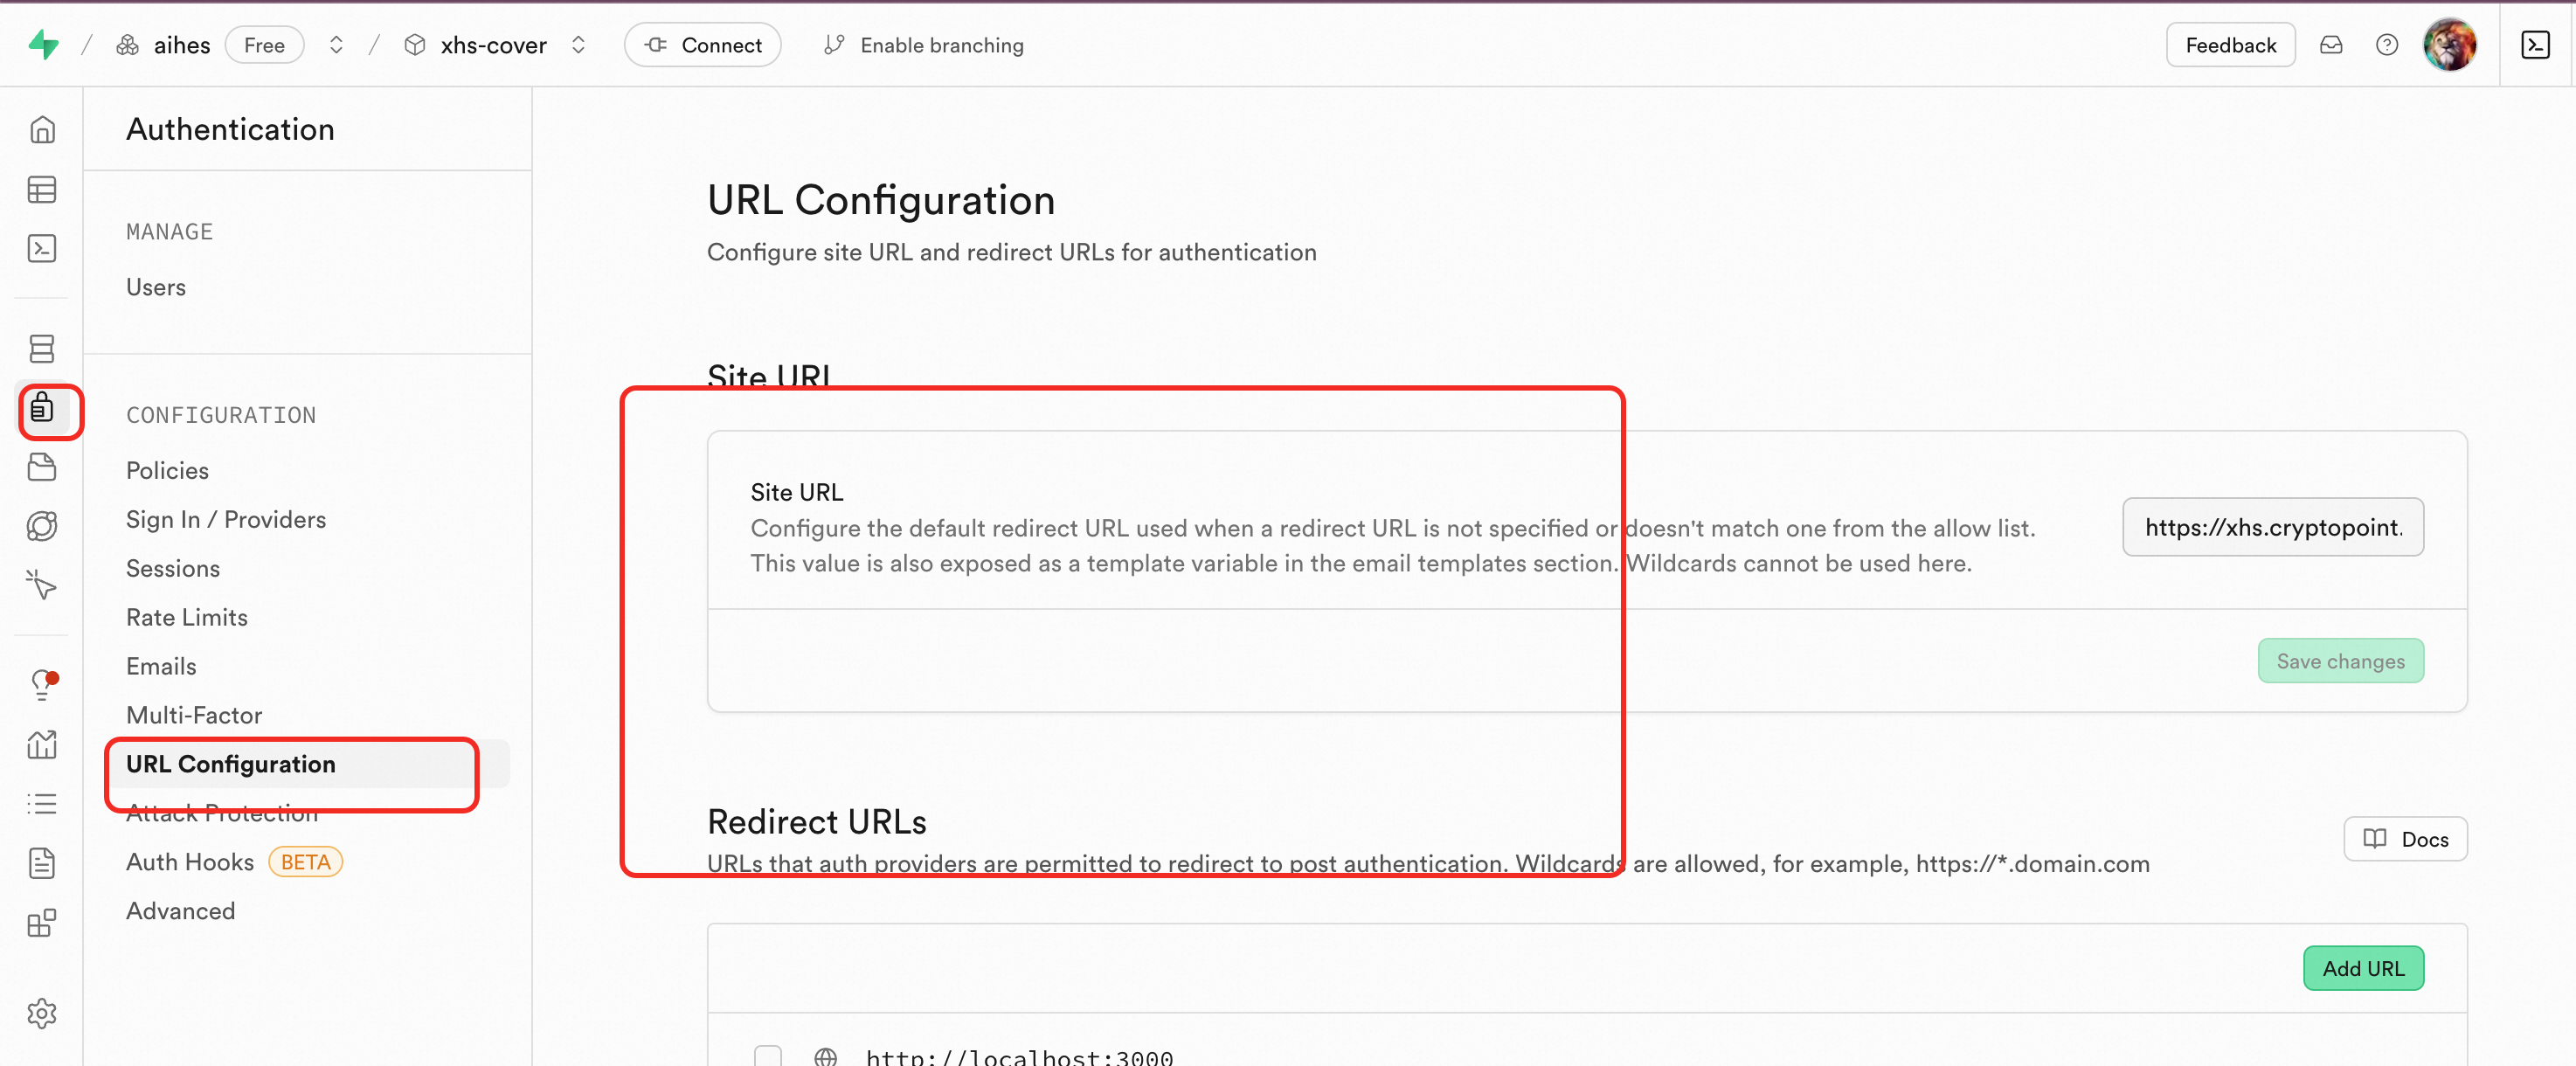 / aihes Free / xhs-cover Connect Enable branching Feedback
Authentication
MANAGE
Users
CONFIGURATION
Policies
Sign In / Providers
Sessions
Rate Limits
Emails
Multi-Factor
URL Configuration
Attack Protection
Auth Hooks BETA
Advanced
URL Configuration
Configure site URL and redirect URLs for authentication
Site URL
Site URL
Configure the default redirect URL used when a redirect URL is not specified or doesn't match one from the allow list.
This value is also exposed as a template variable in the email templates section. Wildcards cannot be used here.
https://xhs.cryptopoint.
Save changes
Redirect URLs
URLs that auth providers are permitted to redirect to post authentication. Wildcards are allowed, for example, https://*.domain.com
Docs
Add URL
http://localhost:3000